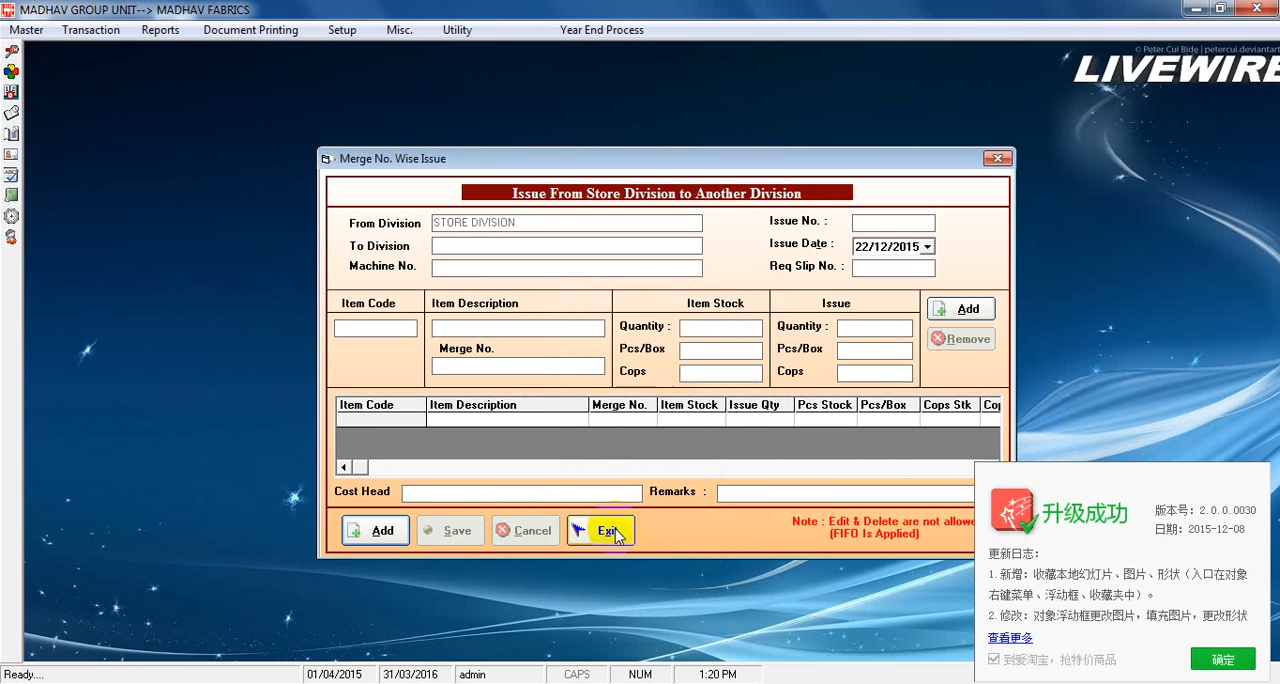 MADHAV GROUP UNIT--> MADHAV FABRICS
Master Transaction Reports Document Printing Setup Misc. Utility Year End Process
© Peter Cui Bide | petercui.deviantart
LIVEWIRE
Merge No. Wise Issue
Issue From Store Division to Another Division
From Division STORE DIVISION Issue No. :
To Division Issue Date : 22/12/2015
Machine No. Req Slip No. :
Item Code Item Description Item Stock Issue Add
Quantity : Quantity : Remove
Merge No. Pcs/Box Pcs/Box
Cops Cops
Item Code Item Description Merge No. Item Stock Issue Qty Pcs Stock Pcs/Box Cops Stk Co
Cost Head Remarks :
Add Save Cancel Exit
Note : Edit & Delete are not allowe
(FIFO Is Applied)
升级成功 版本号: 2.0.0.0030
日期: 2015-12-08
更新日志:
1. 新增: 收藏本地幻灯片、图片、形状 (入口在对象
右键菜单、浮动框、收藏夹中) 。
2. 修改: 对象浮动框更改图片，填充图片，更改形状
查看更多
到爱淘宝，抢特价商品 确定
Ready.... 01/04/2015 31/03/2016 admin CAPS NUM 1:20 PM